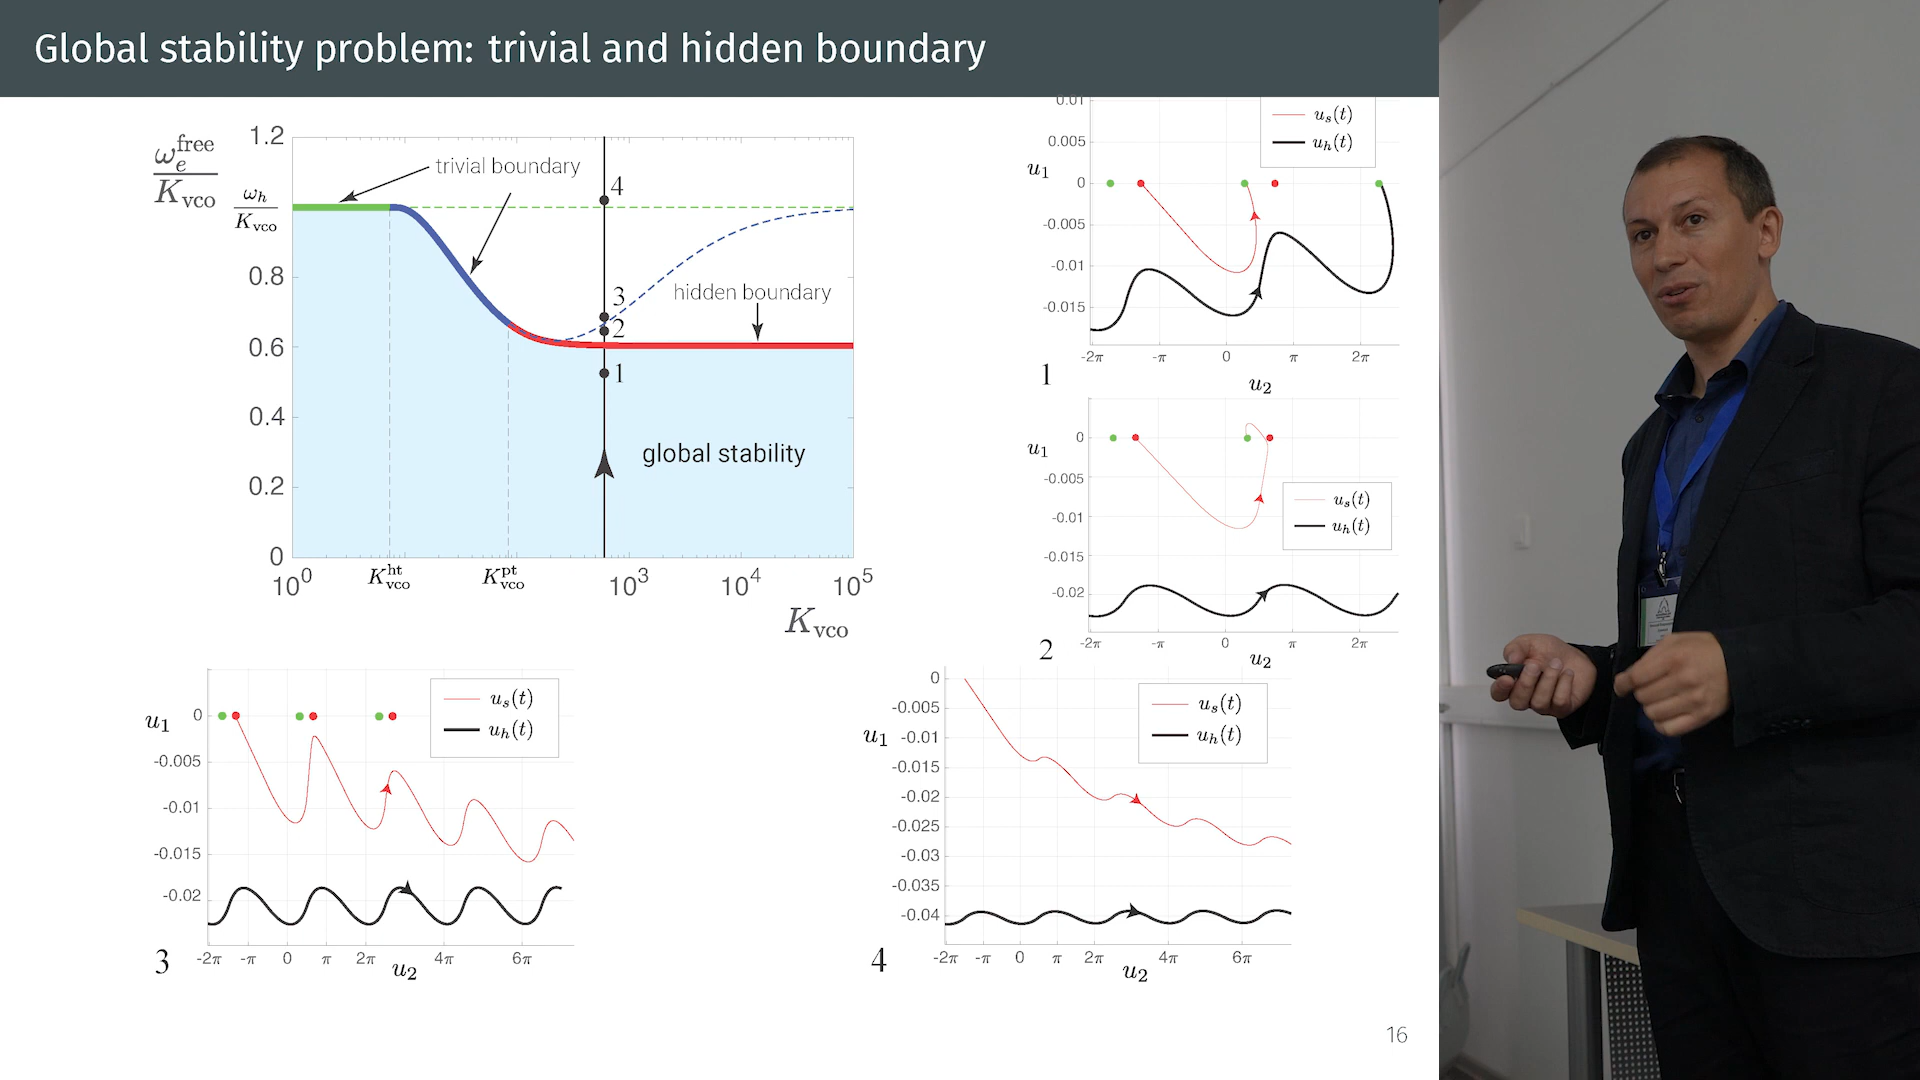 Global stability problem: trivial and hidden boundary
ω_e^free / K_vco
ω_h / K_vco
1.2
0.8
0.6
0.4
0.2
0
trivial boundary
hidden boundary
global stability
4
3
2
1
10^0
K_vco^ht
K_vco^pt
10^3
10^4
10^5
K_vco
0.01
0.005
0
-0.005
-0.01
-0.015
u_1
u_s(t)
u_h(t)
-2π -π 0 π 2π
u_2
1
0
-0.005
-0.01
-0.015
-0.02
u_1
u_s(t)
u_h(t)
-2π -π 0 π 2π
u_2
2
0
-0.005
-0.01
-0.015
-0.02
u_1
u_s(t)
u_h(t)
-2π -π 0 π 2π 4π 6π
u_2
3
0
-0.005
-0.01
-0.015
-0.02
-0.025
-0.03
-0.035
-0.04
u_1
u_s(t)
u_h(t)
-2π -π 0 π 2π 4π 6π
u_2
4
16